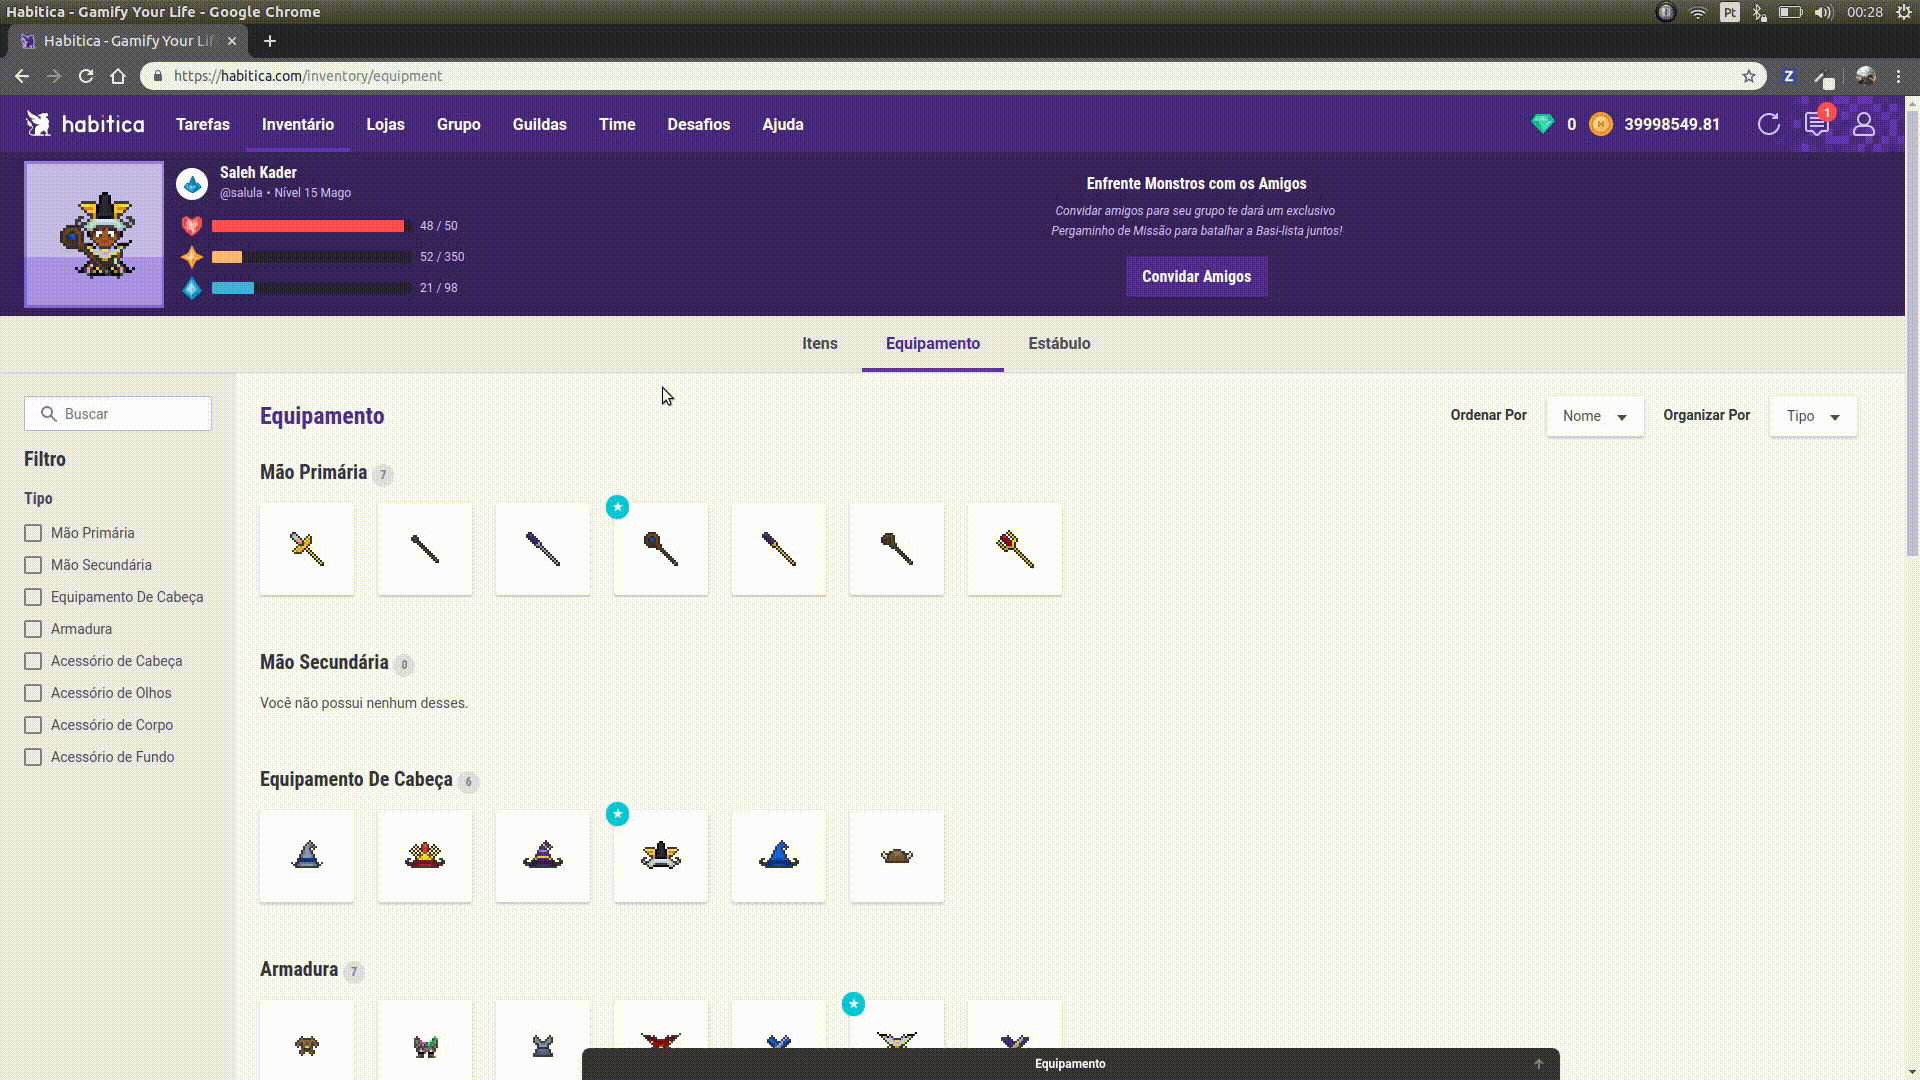 Habitica - Gamify Your Life - Google Chrome
Pt
00:28
Habitica - Gamify Your Lif
https://habitica.com/inventory/equipment
Z
habitica
Tarefas
Inventário
Lojas
Grupo
Guildas
Time
Desafios
Ajuda
0
39998549.81
1
Saleh Kader
@salula • Nível 15 Mago
48 / 50
52 / 350
21 / 98
Enfrente Monstros com os Amigos
Convidar amigos para seu grupo te dará um exclusivo
Pergaminho de Missão para batalhar a Basi-lista juntos!
Convidar Amigos
Itens
Equipamento
Estábulo
Buscar
Filtro
Tipo
Mão Primária
Mão Secundária
Equipamento De Cabeça
Armadura
Acessório de Cabeça
Acessório de Olhos
Acessório de Corpo
Acessório de Fundo
Equipamento
Ordenar Por
Nome
Organizar Por
Tipo
Mão Primária 7
Mão Secundária 0
Você não possui nenhum desses.
Equipamento De Cabeça 6
Armadura 7
Equipamento